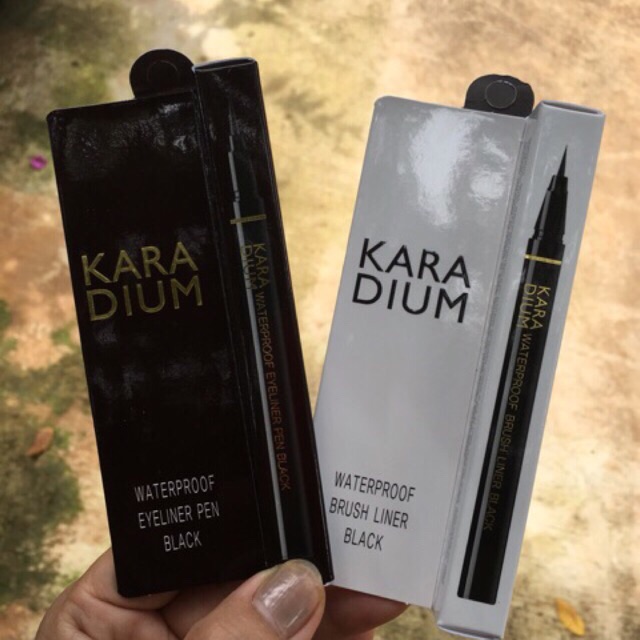 KARA
DIUM
WATERPROOF
EYELINER PEN
BLACK
KARA
DIUM WATERPROOF EYELINER PEN BLACK
KARA
DIUM
WATERPROOF
BRUSH LINER
BLACK
KARA
DIUM WATERPROOF BRUSH LINER BLACK